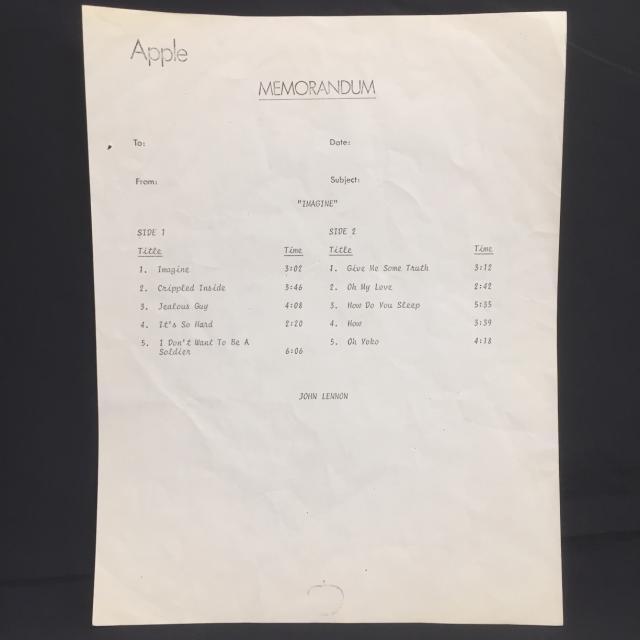 Apple
MEMORANDUM
To: Date:
From: Subject:
"IMAGINE"
SIDE 1
Title Time
1. Imagine 3:02
2. Crippled Inside 3:46
3. Jealous Guy 4:08
4. It's So Hard 2:20
5. I Don't Want To Be A
Soldier 6:06
SIDE 2
Title Time
1. Give Me Some Truth 3:12
2. Oh My Love 2:42
3. How Do You Sleep 5:35
4. How 3:39
5. Oh Yoko 4:18
JOHN LENNON